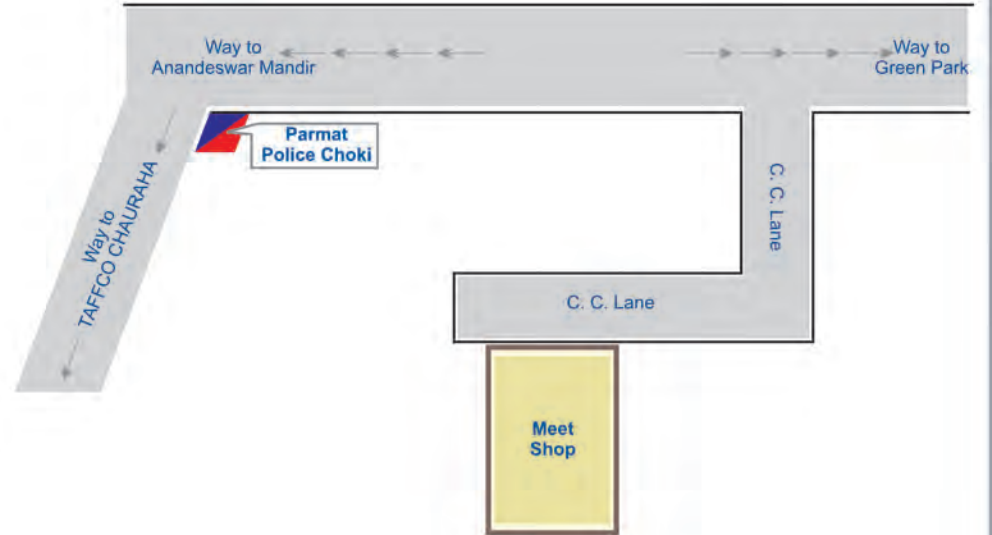 Way to
Anandeswar Mandir
Way to
Green Park
Parmat
Police Choki
Way to
TAFFCO CHAURAHA
C. C. Lane
C. C. Lane
Meet
Shop